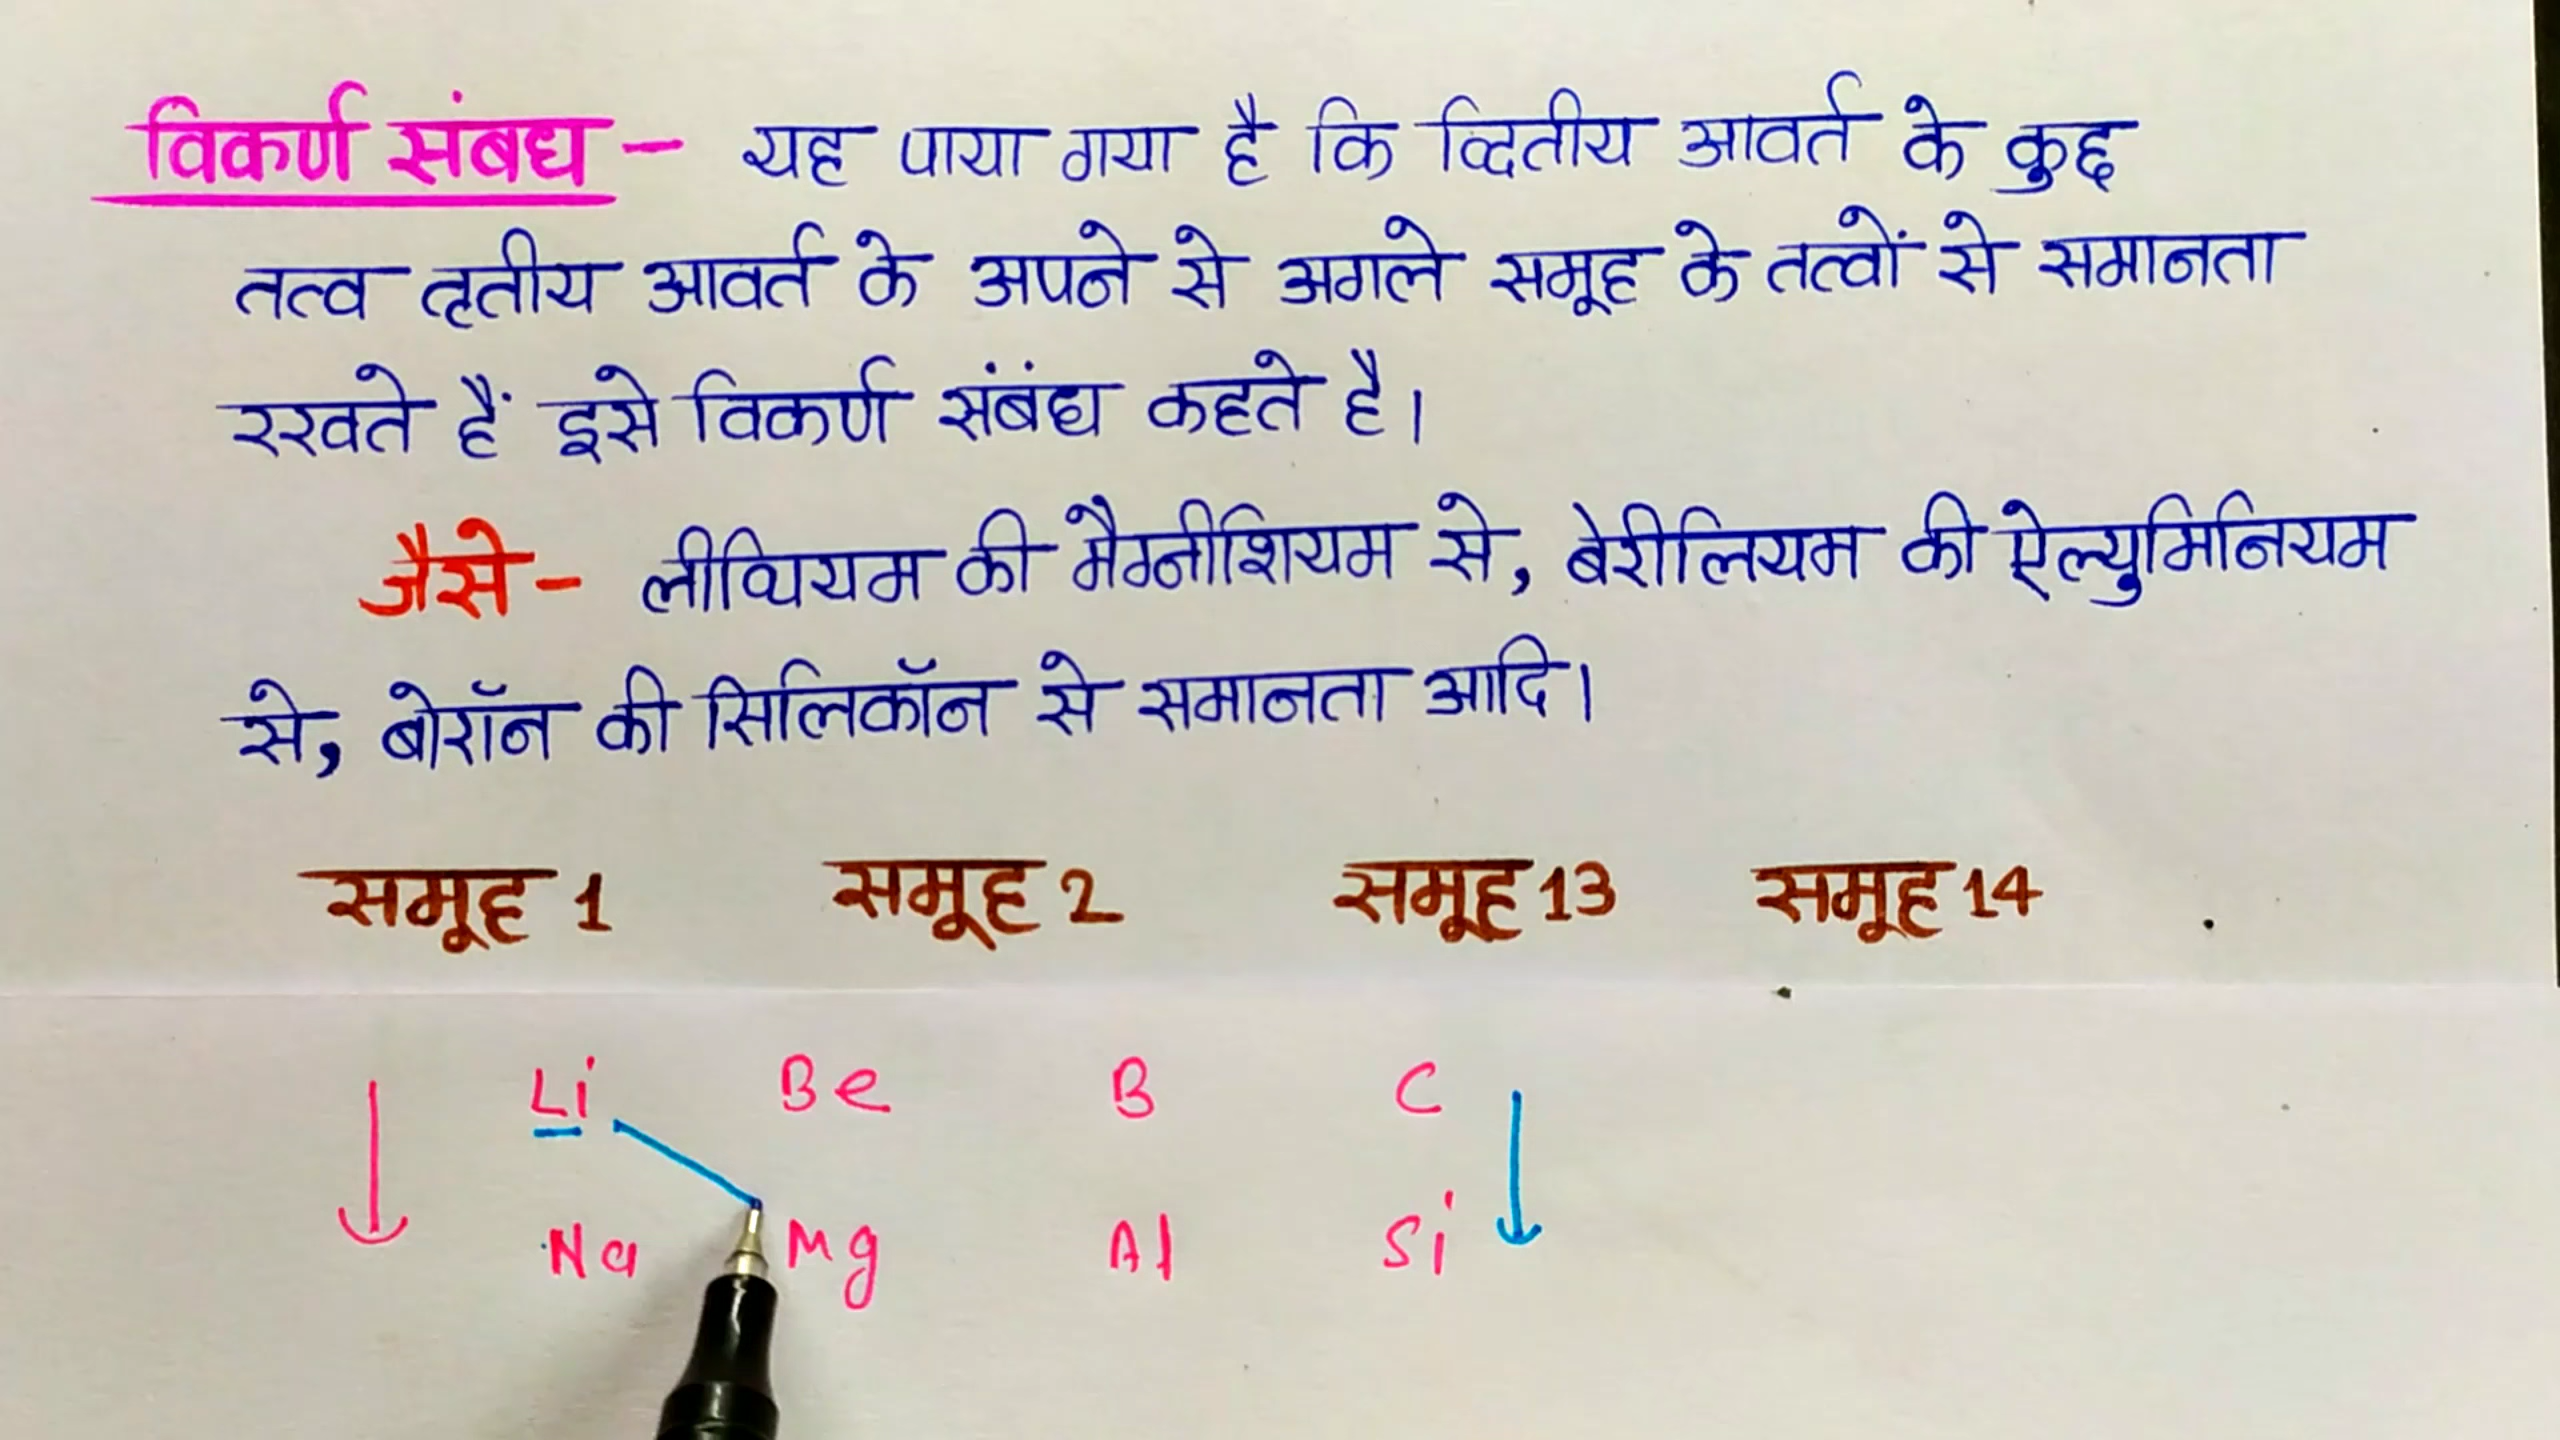 विकर्ण संबध - यह पाया गया है कि द्वितीय आवर्त के कुछ
तत्व तृतीय आवर्त के अपने से अगले समूह के तत्वों से समानता
रखते हैं इसे विकर्ण संबंध कहते है।
जैसे - लीथियम की मैग्नीशियम से, बेरीलियम की ऐल्युमिनियम
से, बोरॉन की सिलिकॉन से समानता आदि।
समूह 1 समूह 2 समूह 13 समूह 14
Li Be B C
Na Mg Al Si